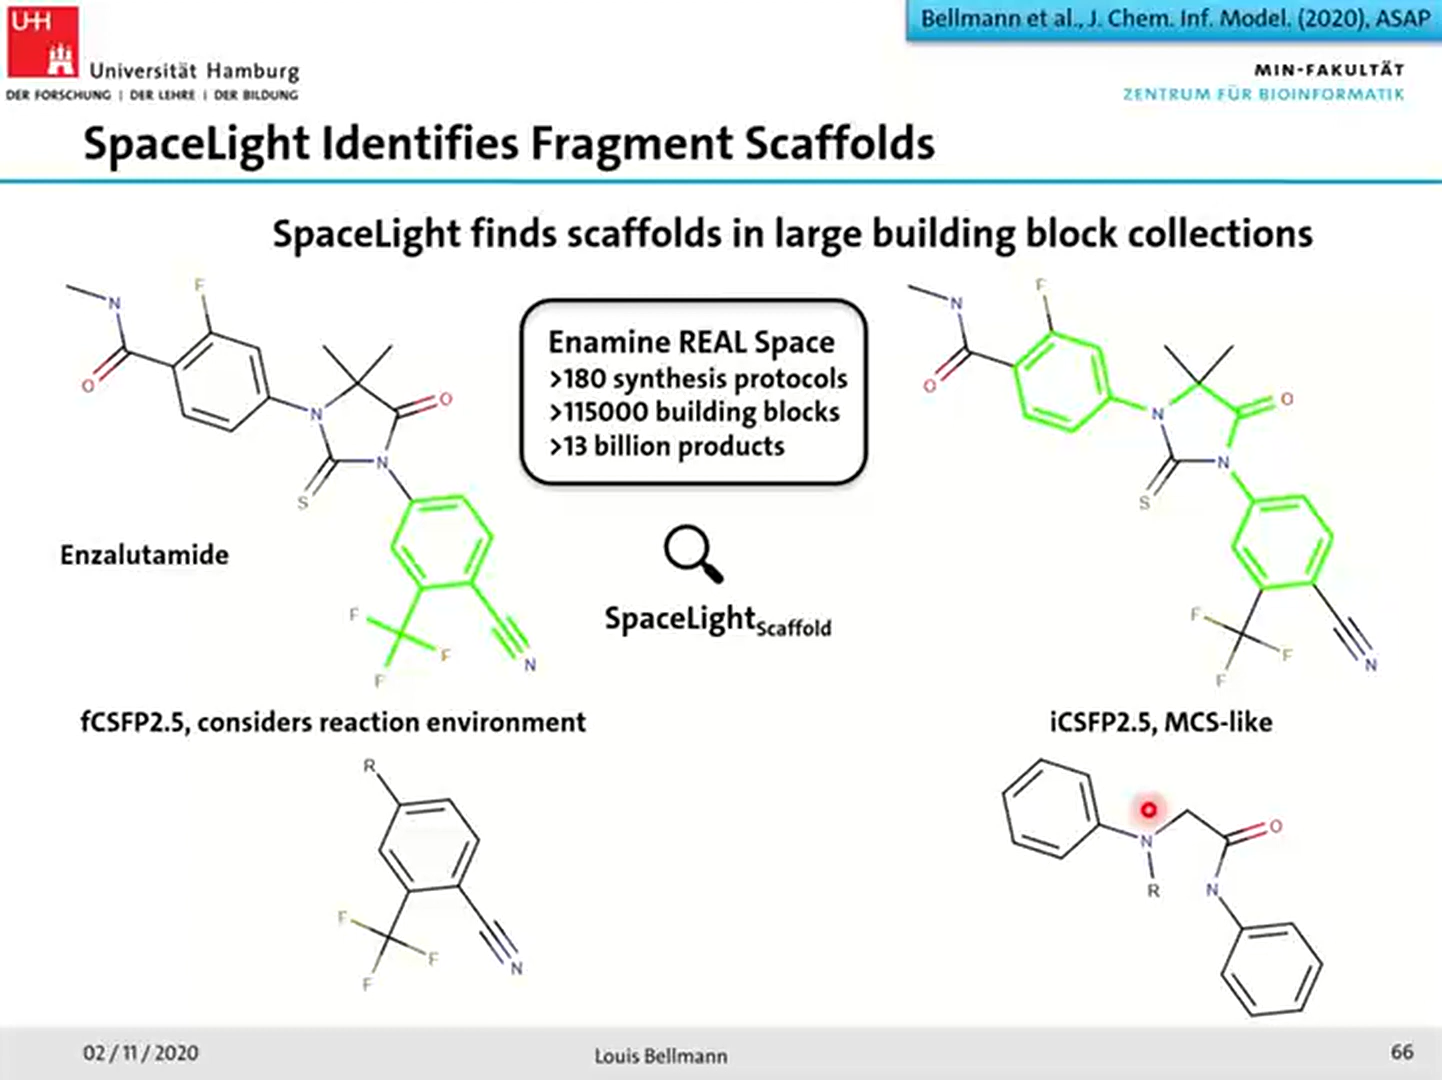 UHH
Universität Hamburg
DER FORSCHUNG | DER LEHRE | DER BILDUNG
Bellmann et al., J. Chem. Inf. Model. (2020), ASAP
MIN-FAKULTÄT
ZENTRUM FÜR BIOINFORMATIK
SpaceLight Identifies Fragment Scaffolds
SpaceLight finds scaffolds in large building block collections
F
N
O
N
O
N
S
F
F
F
N
Enzalutamide
Enamine REAL Space
>180 synthesis protocols
>115000 building blocks
>13 billion products
SpaceLightScaffold
F
N
O
N
O
N
S
F
F
F
N
fCSFP2.5, considers reaction environment
iCSFP2.5, MCS-like
R
F
F
F
N
N
R
O
N
02 / 11 / 2020
Louis Bellmann
66